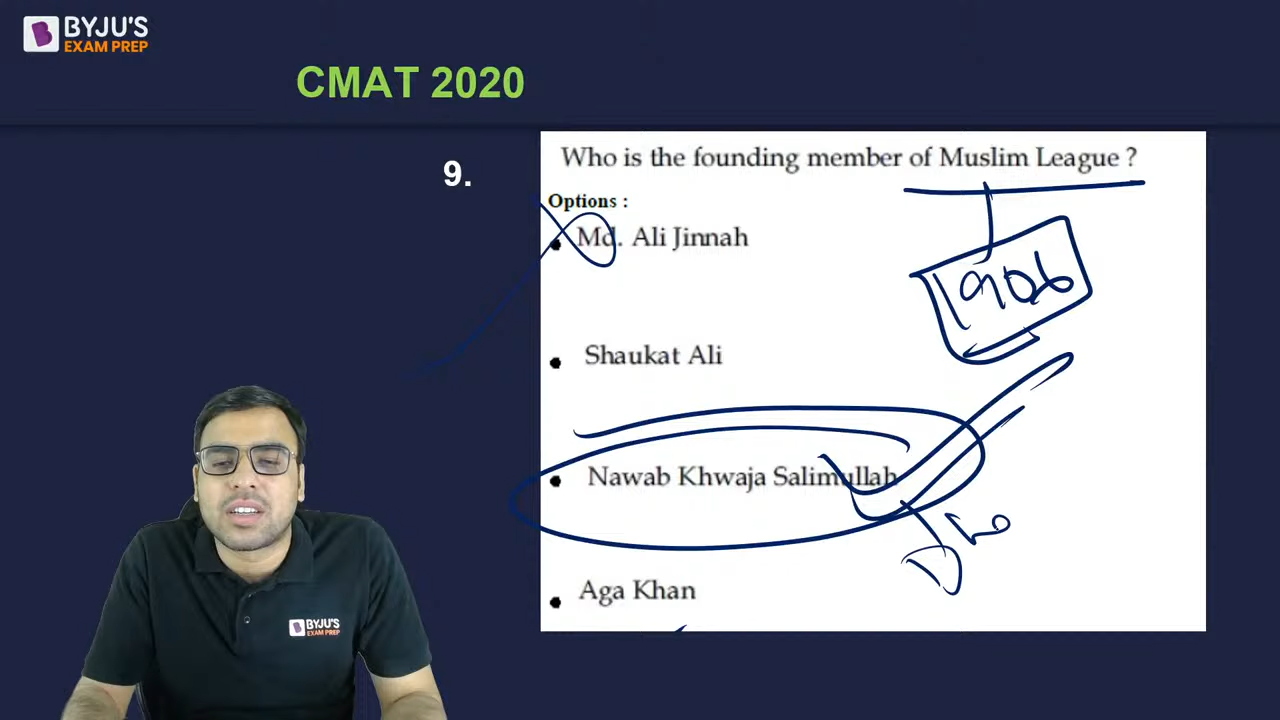 BYJU'S
EXAM PREP
CMAT 2020
9.
Who is the founding member of Muslim League ?
Options :
Md. Ali Jinnah
1906
Shaukat Ali
Nawab Khwaja Salimullah
Aga Khan
BYJU'S
EXAM PREP